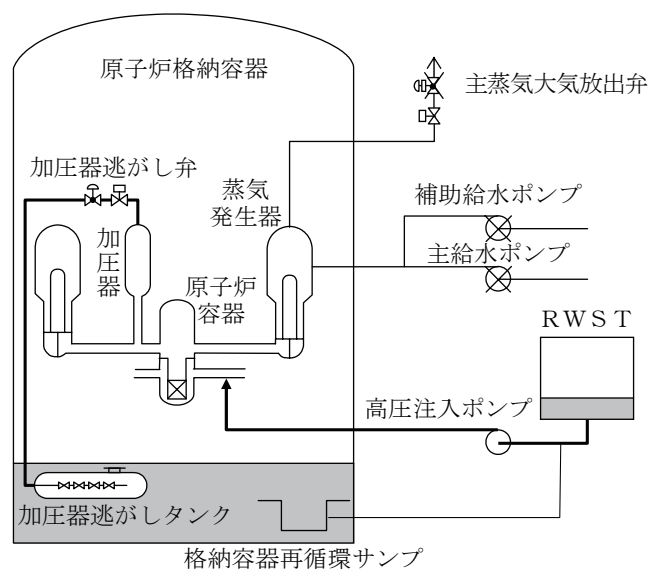 原子炉格納容器
主蒸気大気放出弁
加圧器逃がし弁
蒸気
発生器
補助給水ポンプ
加圧器
主給水ポンプ
原子炉
容器
ＲＷＳＴ
高圧注入ポンプ
加圧器逃がしタンク
格納容器再循環サンプ